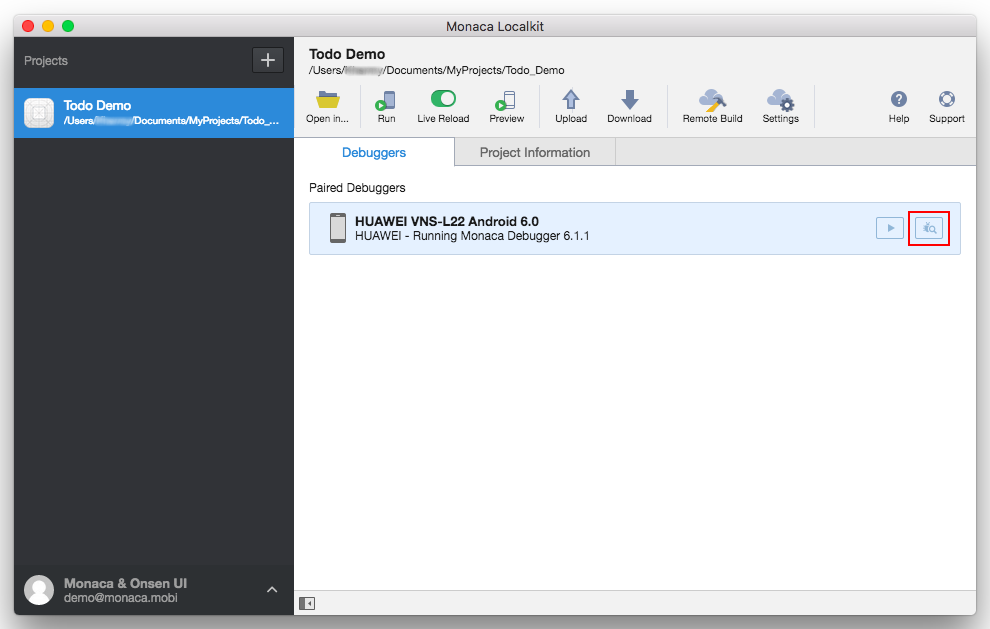 Monaca Localkit
Projects
Todo Demo
/Users/ /Documents/MyProjects/Todo_...
Monaca & Onsen UI
demo@monaca.mobi
Todo Demo
/Users/ /Documents/MyProjects/Todo_Demo
Open in... Run Live Reload Preview Upload Download Remote Build Settings Help Support
Debuggers Project Information
Paired Debuggers
HUAWEI VNS-L22 Android 6.0
HUAWEI - Running Monaca Debugger 6.1.1